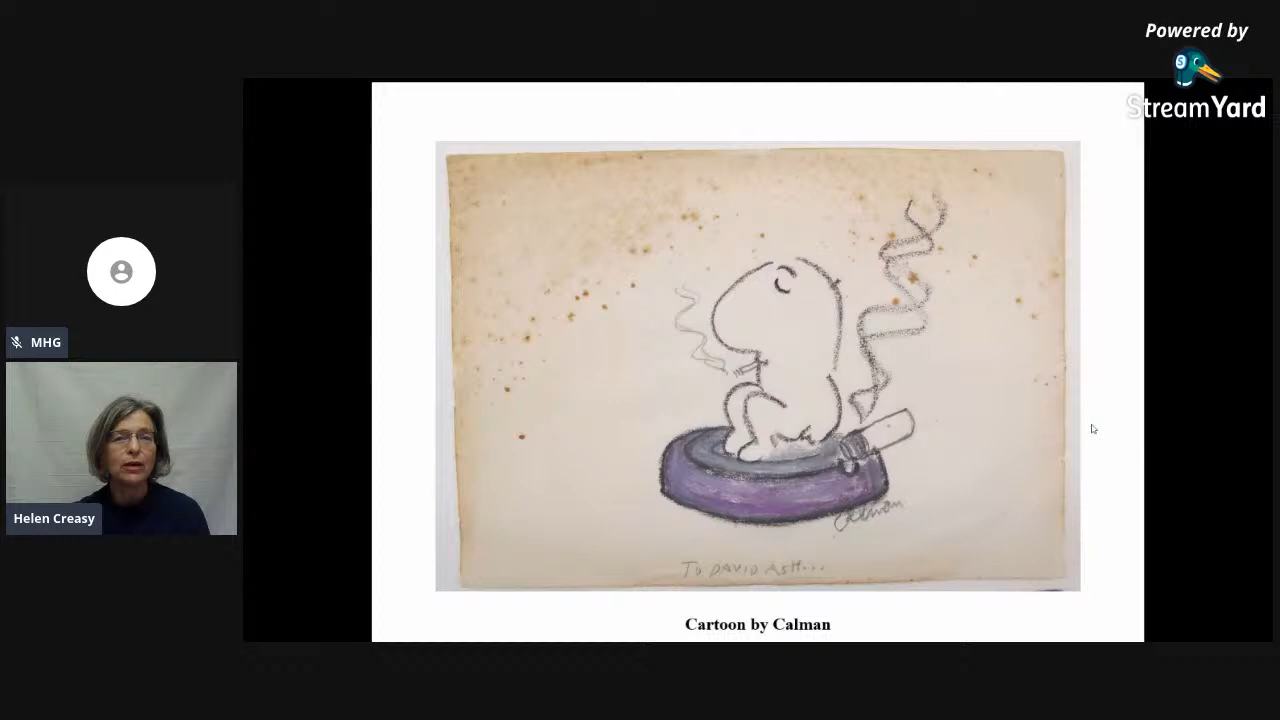 Powered by
StreamYard
MHG
Helen Creasy
Calman
To DAVID ASH...
Cartoon by Calman